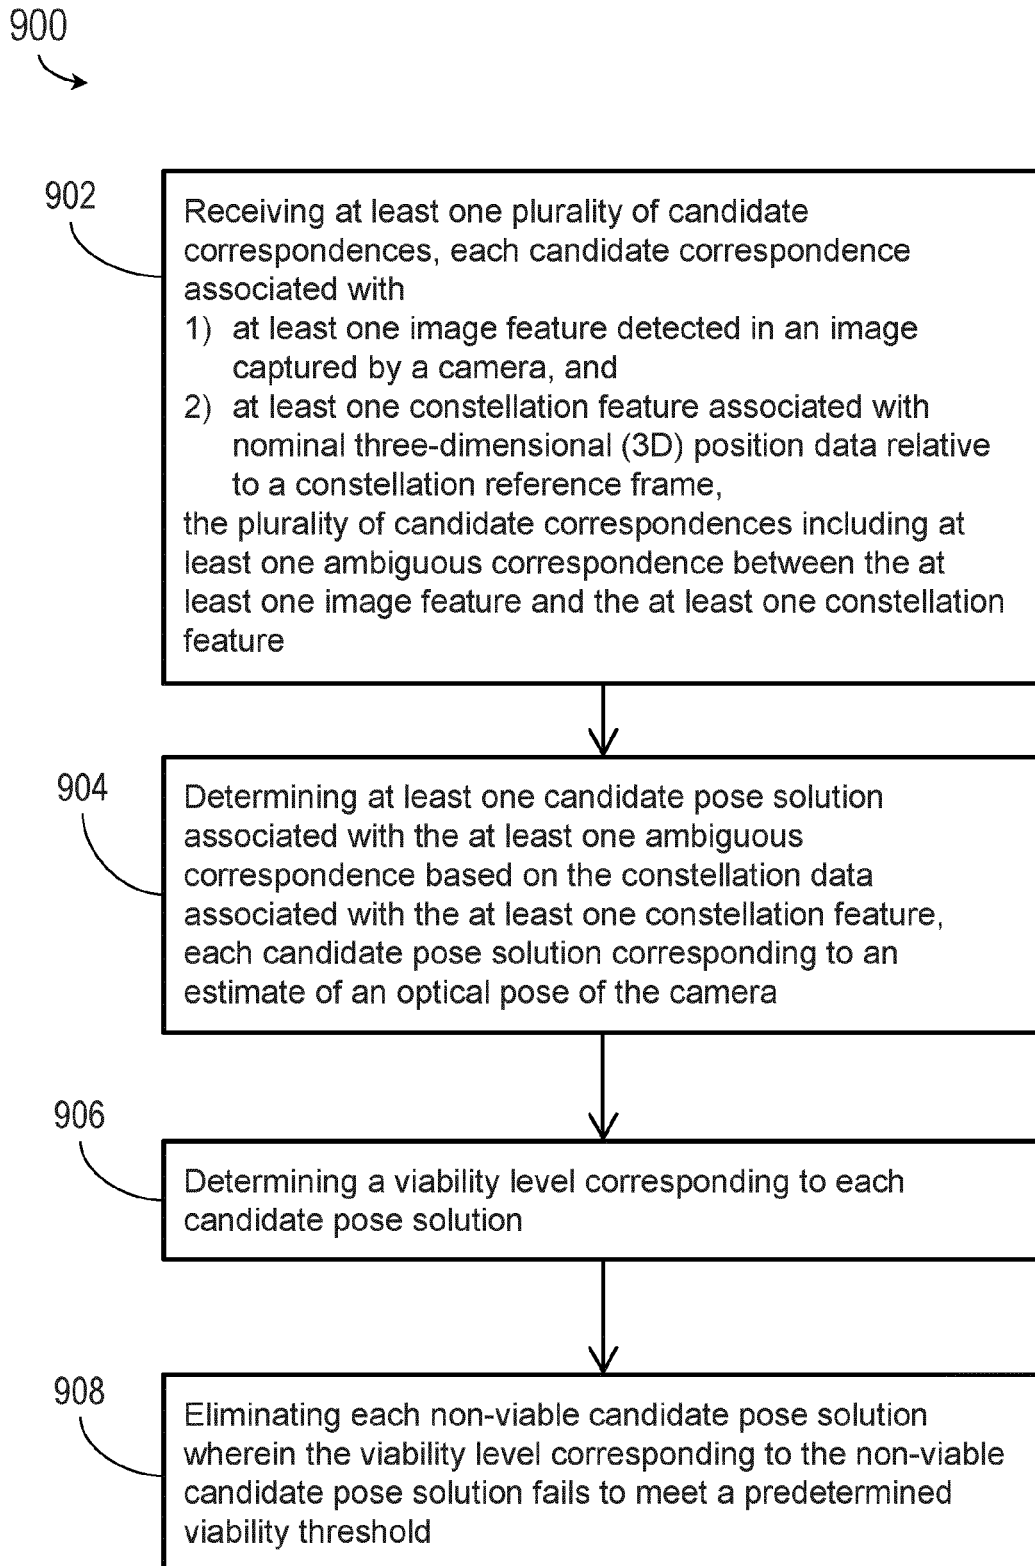 900
902
Receiving at least one plurality of candidate
correspondences, each candidate correspondence
associated with
1) at least one image feature detected in an image
captured by a camera, and
2) at least one constellation feature associated with
nominal three-dimensional (3D) position data relative
to a constellation reference frame,
the plurality of candidate correspondences including at
least one ambiguous correspondence between the at
least one image feature and the at least one constellation
feature
904
Determining at least one candidate pose solution
associated with the at least one ambiguous
correspondence based on the constellation data
associated with the at least one constellation feature,
each candidate pose solution corresponding to an
estimate of an optical pose of the camera
906
Determining a viability level corresponding to each
candidate pose solution
908
Eliminating each non-viable candidate pose solution
wherein the viability level corresponding to the non-viable
candidate pose solution fails to meet a predetermined
viability threshold